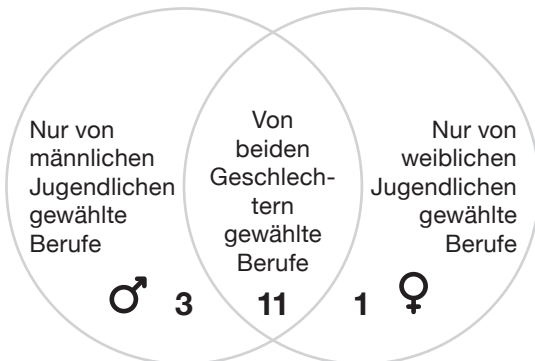 Nur von
männlichen
Jugendlichen
gewählte
Berufe
Von
beiden
Geschlech-
tern
gewählte
Berufe
Nur von
weiblichen
Jugendlichen
gewählte
Berufe
♂ 3
11
1 ♀